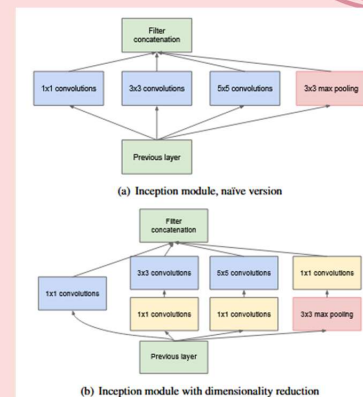 Filter
concatenation
1x1 convolutions
3x3 convolutions
5x5 convolutions
3x3 max pooling
Previous layer
(a) Inception module, naïve version
Filter
concatenation
3x3 convolutions
5x5 convolutions
1x1 convolutions
1x1 convolutions
1x1 convolutions
1x1 convolutions
3x3 max pooling
Previous layer
(b) Inception module with dimensionality reduction